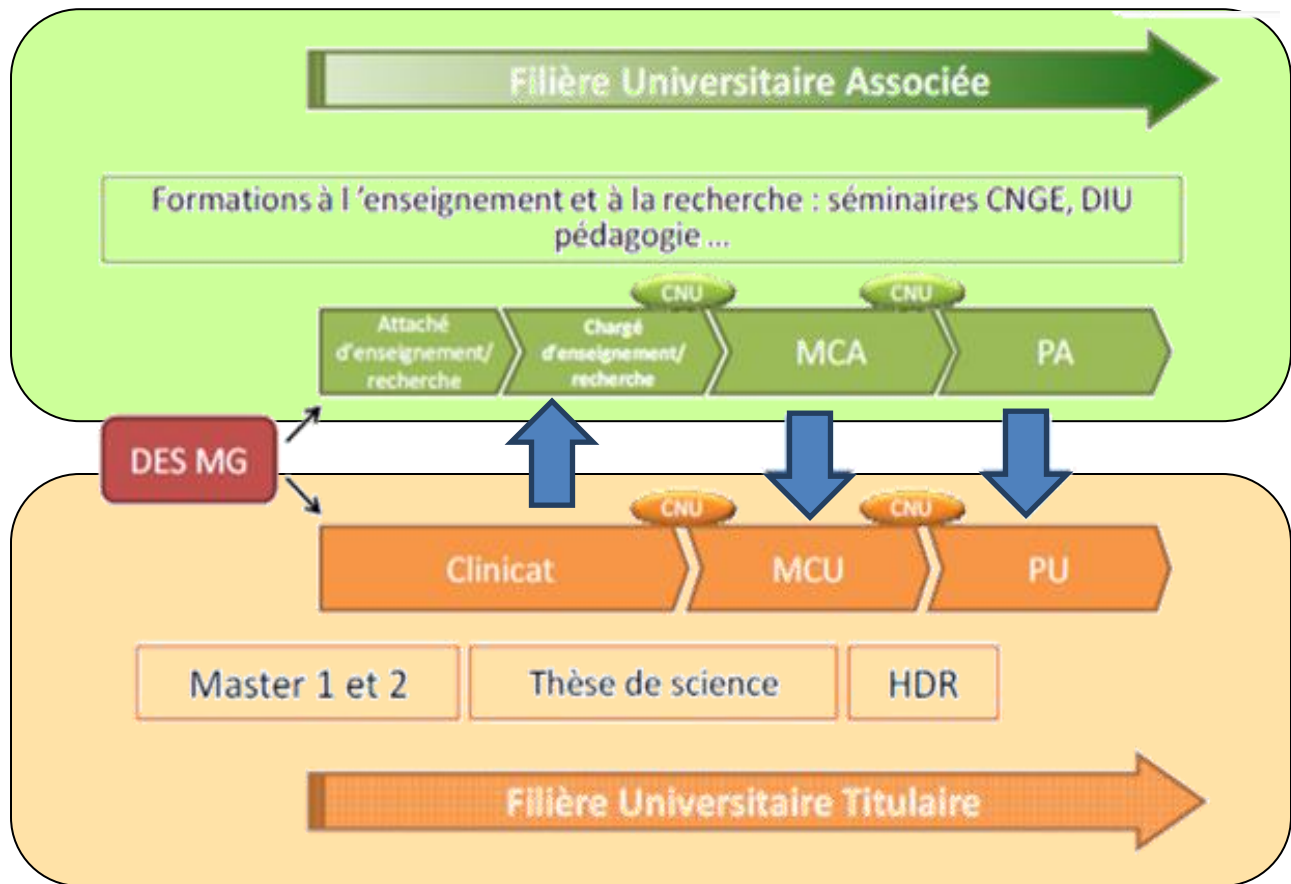 Filière Universitaire Associée
Formations à l 'enseignement et à la recherche : séminaires CNGE, DIU
pédagogie ...
CNU
CNU
Attaché
d'enseignement/
recherche
Chargé
d'enseignement/
recherche
MCA
PA
DES MG
CNU
CNU
Clinicat
MCU
PU
Master 1 et 2
Thèse de science
HDR
Filière Universitaire Titulaire